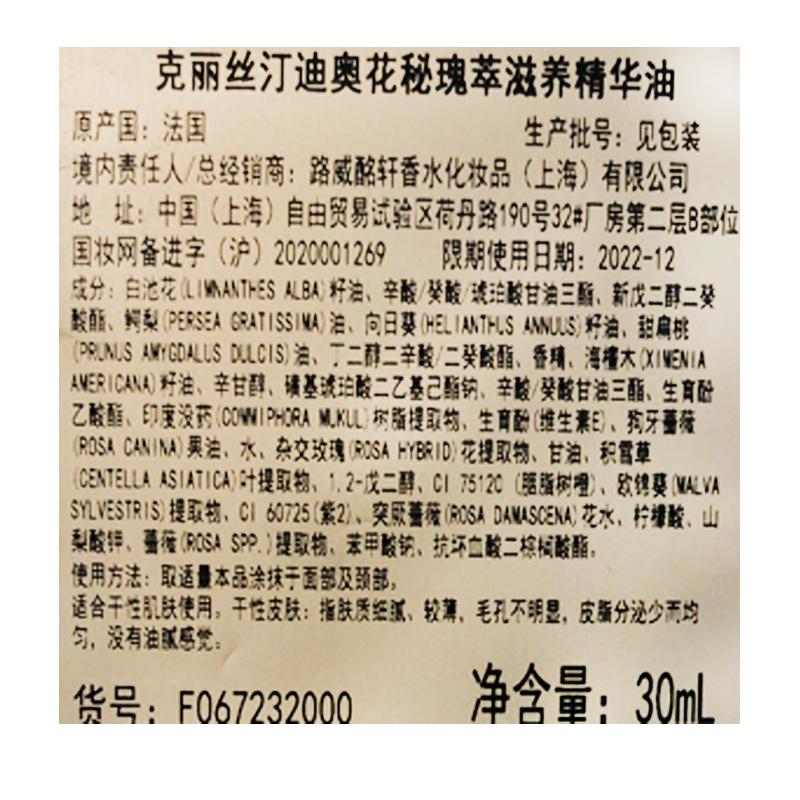 克丽丝汀迪奥花秘瑰萃滋养精华油
原产国：法国 生产批号：见包装
境内责任人/总经销商：路威酩轩香水化妆品（上海）有限公司
地 址：中国（上海）自由贸易试验区荷丹路190号32#厂房第二层B部位
国妆网备进字（沪）2020001269 限期使用日期：2022-12
成分：白池花(LIMNANTHES ALBA)籽油、辛酸/癸酸/琥珀酸甘油三酯、新戊二醇二癸
酸酯、鳄梨(PERSEA GRATISSIMA)油、向日葵(HELIANTHUS ANNUUS)籽油、甜扁桃
(PRUNUS AMYGDALUS DULCIS)油、丁二醇二辛酸/二癸酸酯、香精、海檀木(XIMENIA
AMERICANA)籽油、辛甘醇、磺基琥珀酸二乙基己酯钠、辛酸/癸酸甘油三酯、生育酚
乙酸酯、印度没药(COMMIPHORA MUKUL)树脂提取物、生育酚(维生素E)、狗牙蔷薇
(ROSA CANINA)果油、水、杂交玫瑰(ROSA HYBRID)花提取物、甘油、积雪草
(CENTELLA ASIATICA)叶提取物、1,2-戊二醇、CI 75120 (胭脂树橙)、欧锦葵(MALVA
SYLVESTRIS)提取物、CI 60725(紫2)、突厥蔷薇(ROSA DAMASCENA)花水、柠檬酸、山
梨酸钾、蔷薇(ROSA SPP.)提取物、苯甲酸钠、抗坏血酸二棕榈酸酯。
使用方法：取适量本品涂抹于面部及颈部。
适合干性肌肤使用。干性皮肤：指肤质细腻、较薄，毛孔不明显，皮脂分泌少而均
匀，没有油腻感觉。
货号：F067232000 净含量：30mL